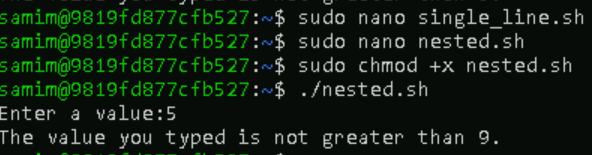 samim@9819fd877cfb527:~$ sudo nano single_line.sh
samim@9819fd877cfb527:~$ sudo nano nested.sh
samim@9819fd877cfb527:~$ sudo chmod +x nested.sh
samim@9819fd877cfb527:~$ ./nested.sh
Enter a value:5
The value you typed is not greater than 9.